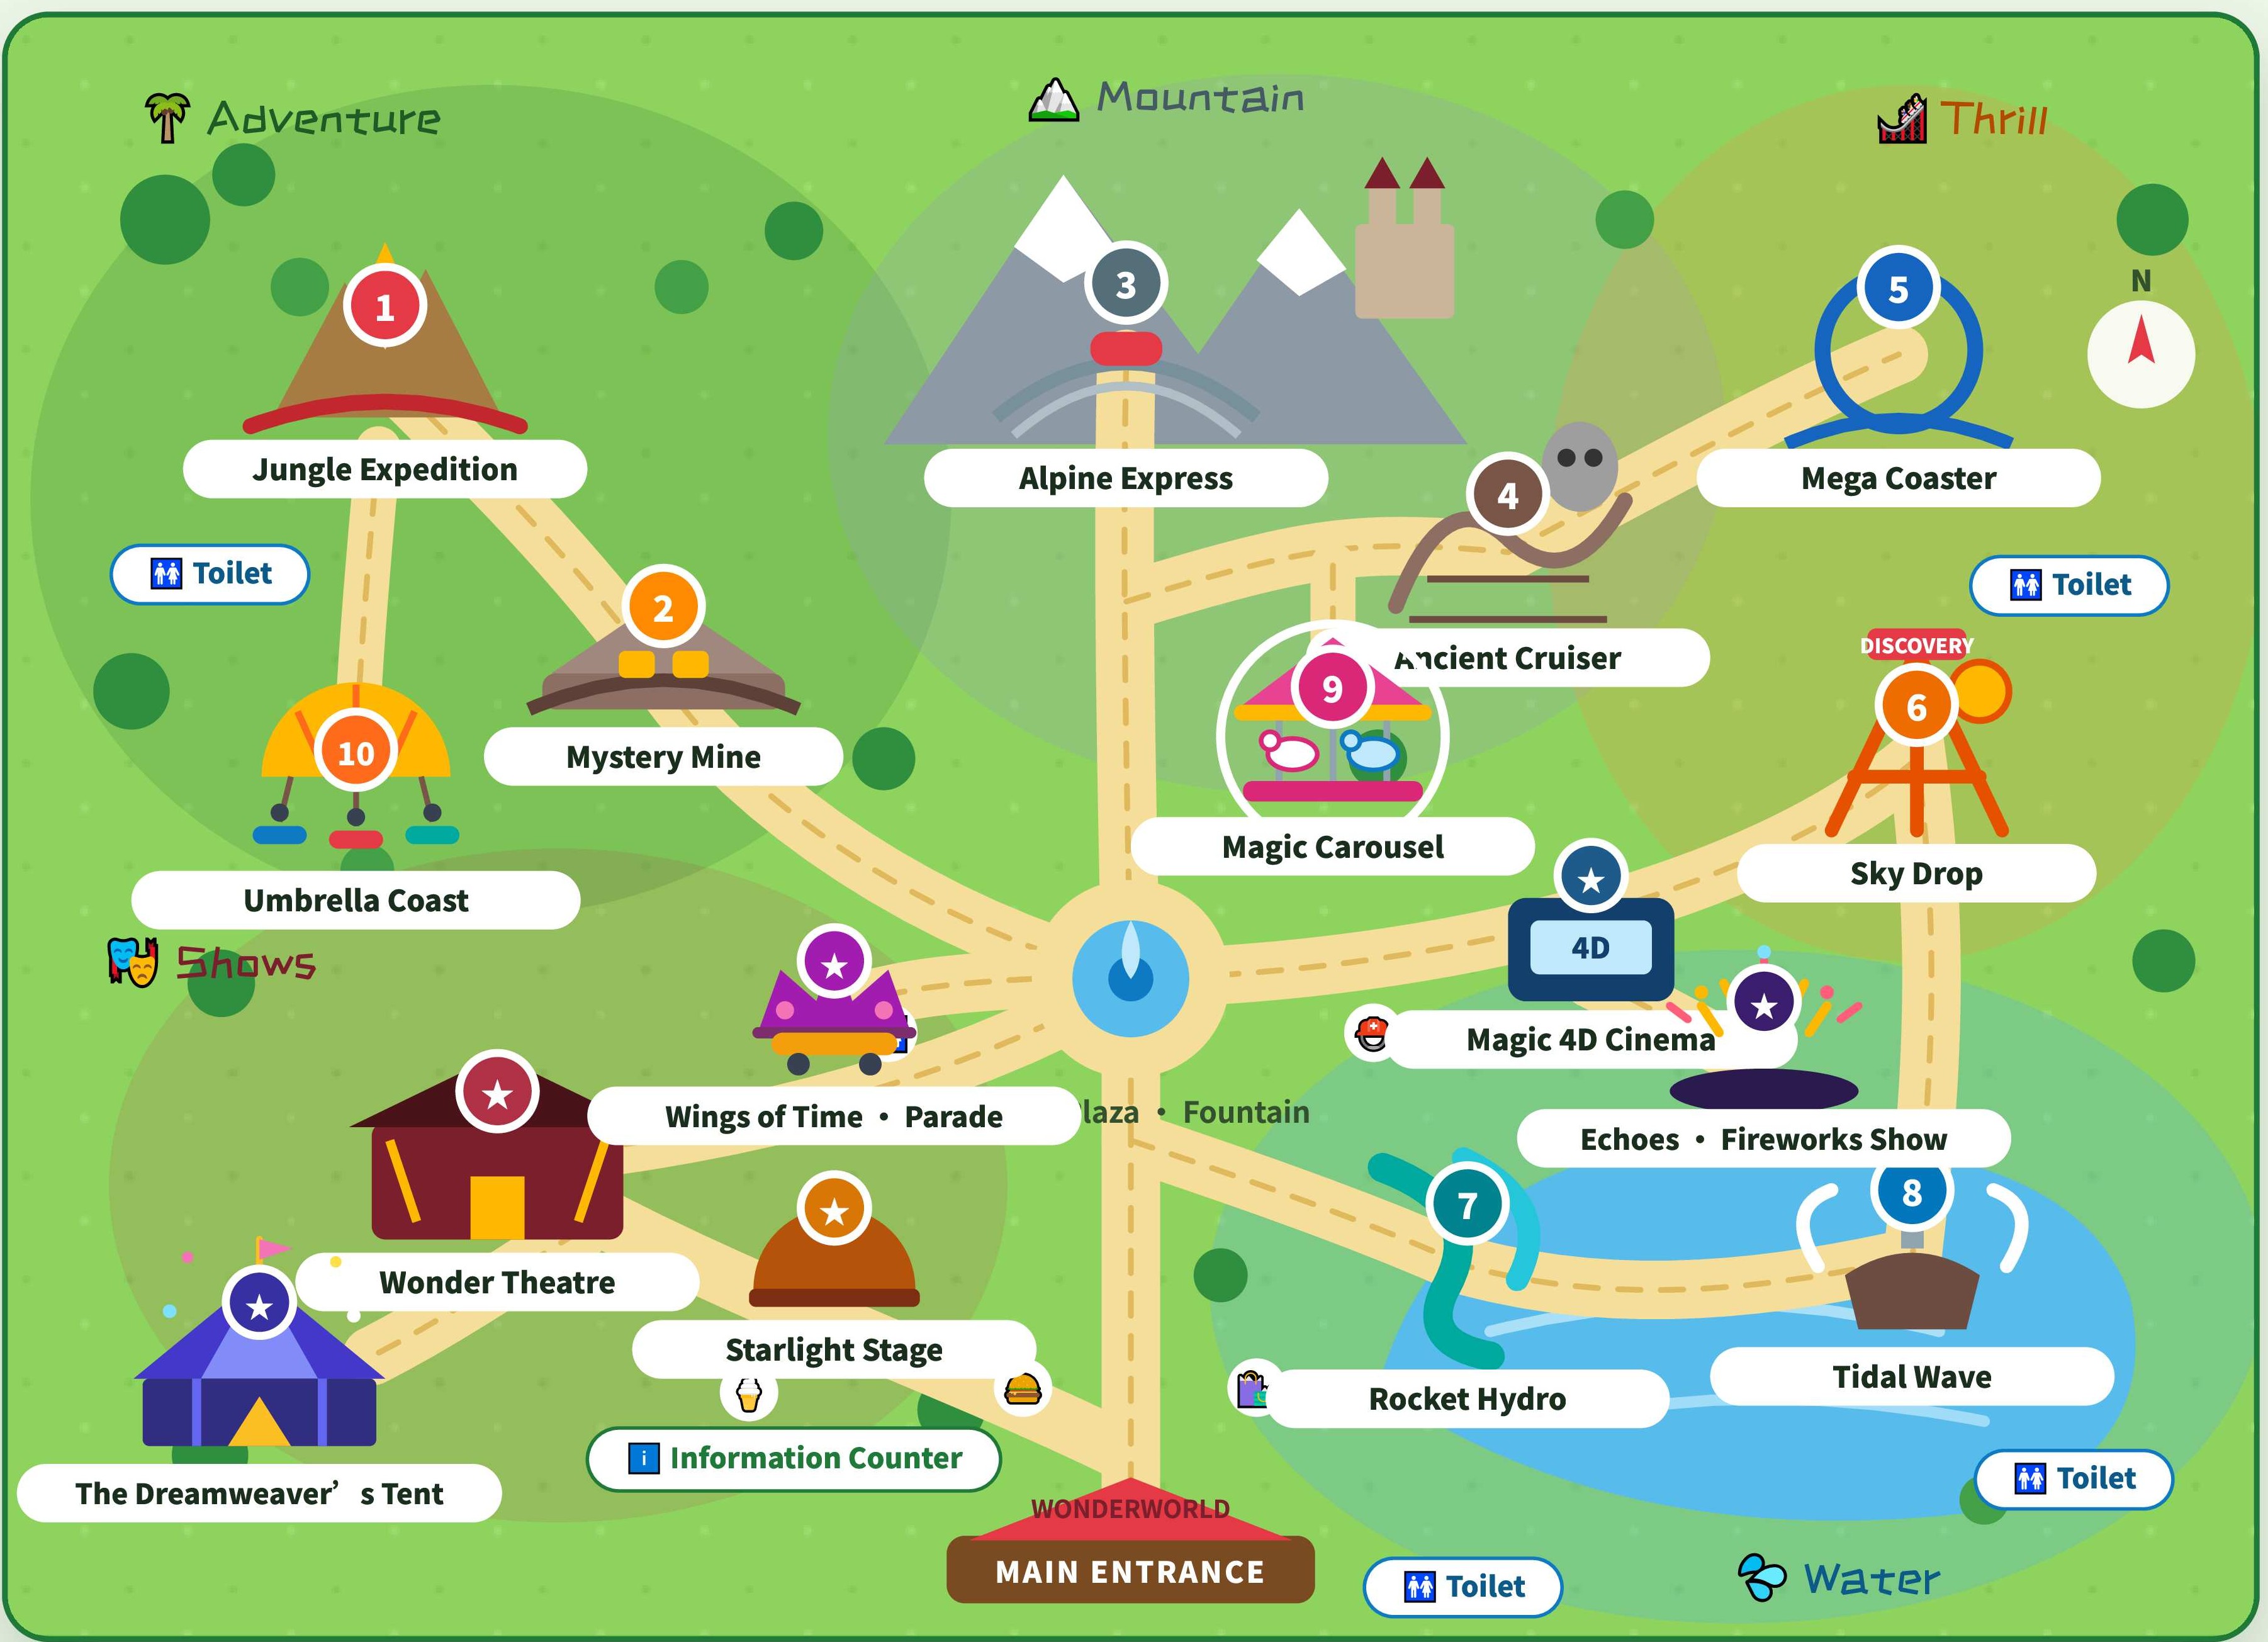 Adventure
Mountain
Thrill
N
1
3
5
Jungle Expedition
Alpine Express
Mega Coaster
4
Toilet
Toilet
2
DISCOVERY
Ancient Cruiser
9
6
10
Mystery Mine
Magic Carousel
Sky Drop
Umbrella Coast
4D
Shows
Magic 4D Cinema
Wings of Time • Parade
• Fountain
Echoes • Fireworks Show
8
7
Wonder Theatre
Starlight Stage
Tidal Wave
Rocket Hydro
i Information Counter
Toilet
The Dreamweaver’s Tent
WONDERWORLD
MAIN ENTRANCE
Toilet
Water